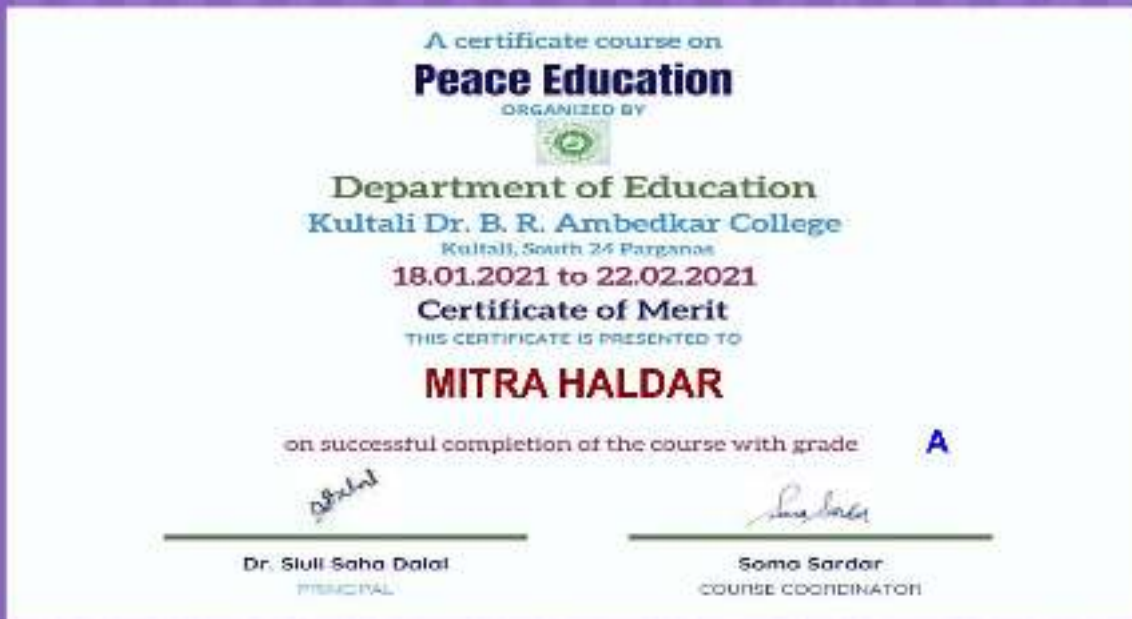 A certificate course on
Peace Education
ORGANIZED BY
Department of Education
Kultali Dr. B. R. Ambedkar College
Kultali, South 24 Parganas
18.01.2021 to 22.02.2021
Certificate of Merit
THIS CERTIFICATE IS PRESENTED TO
MITRA HALDAR
on successful completion of the course with grade A
Dr. Siuli Saha Dalal
Soma Sardar
PRINCIPAL
COURSE COORDINATOR